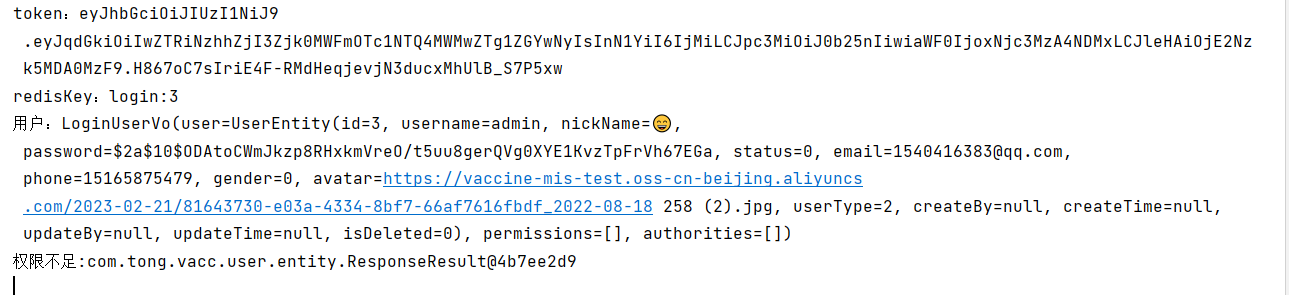 token：eyJhbGciOiJIUzI1NiJ9
.eyJqdGkiOiIwZTRiNzhhZjI3Zjk0MWFmOTc1NTQ4MWMwZTg1ZGYwNyIsInN1YiI6IjMiLCJpc3MiOiJ0b25nIiwiaWF0IjoxNjc3MzA4NDMxLCJleHAiOjE2Nz
k5MDA0MzF9.H867oC7sIriE4F-RMdHeqjevjN3ducxMhUlB_S7P5xw
redisKey：login:3
用户：LoginUserVo(user=UserEntity(id=3, username=admin, nickName=😄,
password=$2a$10$ODAtoCWmJkzp8RHxkmVreO/t5uu8gerQVg0XYE1KvzTpFrVh67EGa, status=0, email=1540416383@qq.com,
phone=15165875479, gender=0, avatar=https://vaccine-mis-test.oss-cn-beijing.aliyuncs
.com/2023-02-21/81643730-e03a-4334-8bf7-66af7616fbdf_2022-08-18 258 (2).jpg, userType=2, createBy=null, createTime=null,
updateBy=null, updateTime=null, isDeleted=0), permissions=[], authorities=[])
权限不足:com.tong.vacc.user.entity.ResponseResult@4b7ee2d9